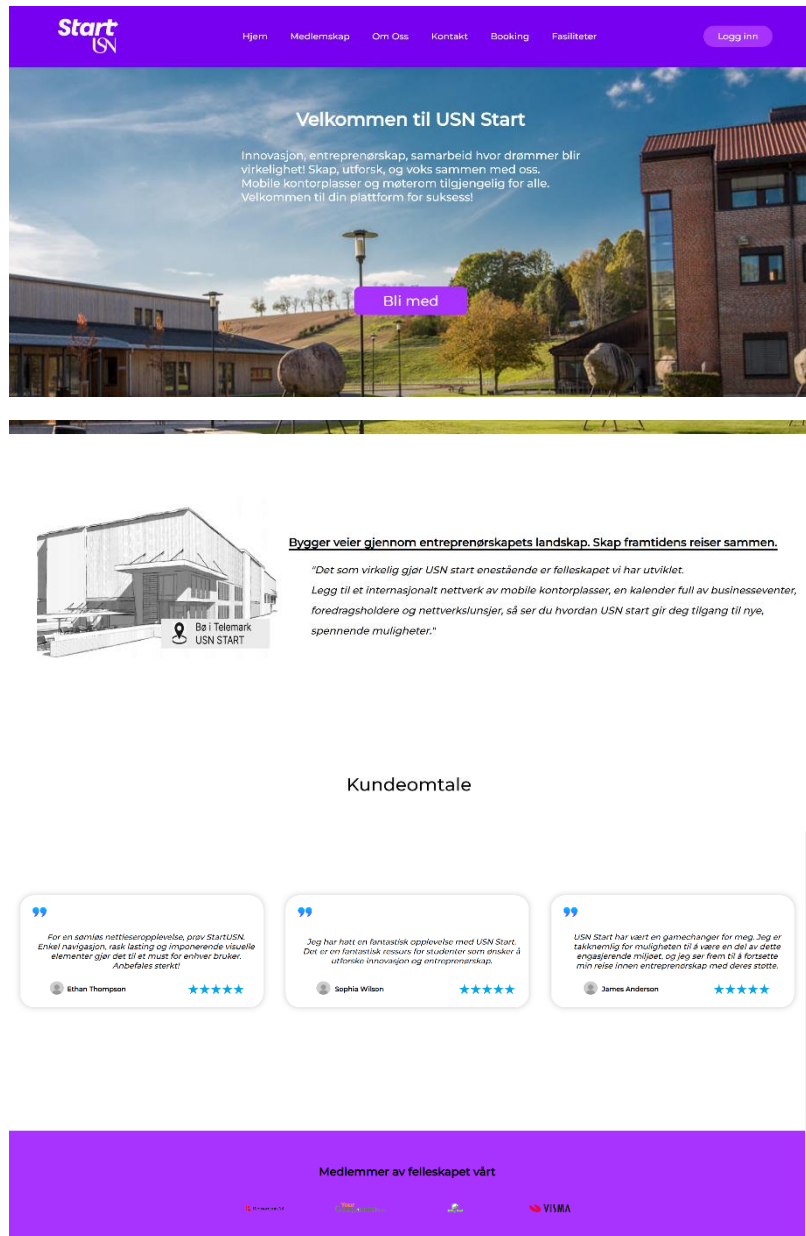 Start
USN
Hjem Medlemskap Om Oss Kontakt Booking Fasiliteter Logg inn
Velkommen til USN Start
Innovasjon, entreprenørskap, samarbeid hvor drømmer blir
virkelighet! Skap, utforsk, og voks sammen med oss.
Mobile kontorplasser og møterom tilgjengelig for alle.
Velkommen til din plattform for suksess!
Bli med
Bø i Telemark
USN START
Bygger veier gjennom entreprenørskapets landskap. Skap framtidens reiser sammen.
"Det som virkelig gjør USN start enestående er felleskapet vi har utviklet.
Legg til et internasjonalt nettverk av mobile kontorplasser, en kalender full av businesseventer,
foredragsholdere og nettverkslunsjer, så ser du hvordan USN start gir deg tilgang til nye,
spennende muligheter."
Kundeomtale
For en sømløs nettleseropplevelse, prøv StartUSN.
Enkel navigasjon, rask lasting og imponerende visuelle
elementer gjør det til et must for enhver bruker.
Anbefales sterkt!
Ethan Thompson
Jeg har hatt en fantastisk opplevelse med USN Start.
Det er en fantastisk ressurs for studenter som ønsker å
utforske innovasjon og entreprenørskap.
Sophia Wilson
USN Start har vært en gamechanger for meg. Jeg er
takknemlig for muligheten til å være en del av dette
engasjerende miljøet, og jeg ser frem til å fortsette
min reise innen entreprenørskap med deres støtte.
James Anderson
Medlemmer av felleskapet vårt
VISMA